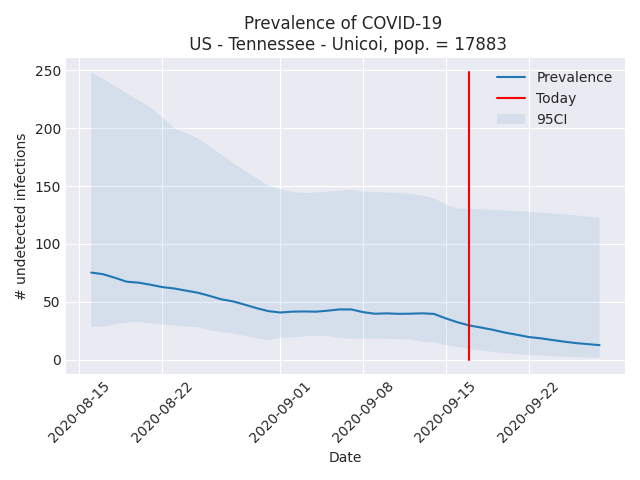 Prevalence of COVID-19
US - Tennessee - Unicoi, pop. = 17883
250
200
150
100
50
0
# undetected infections
Prevalence
Today
95CI
2020-08-15
2020-08-22
2020-09-01
2020-09-08
2020-09-15
2020-09-22
Date